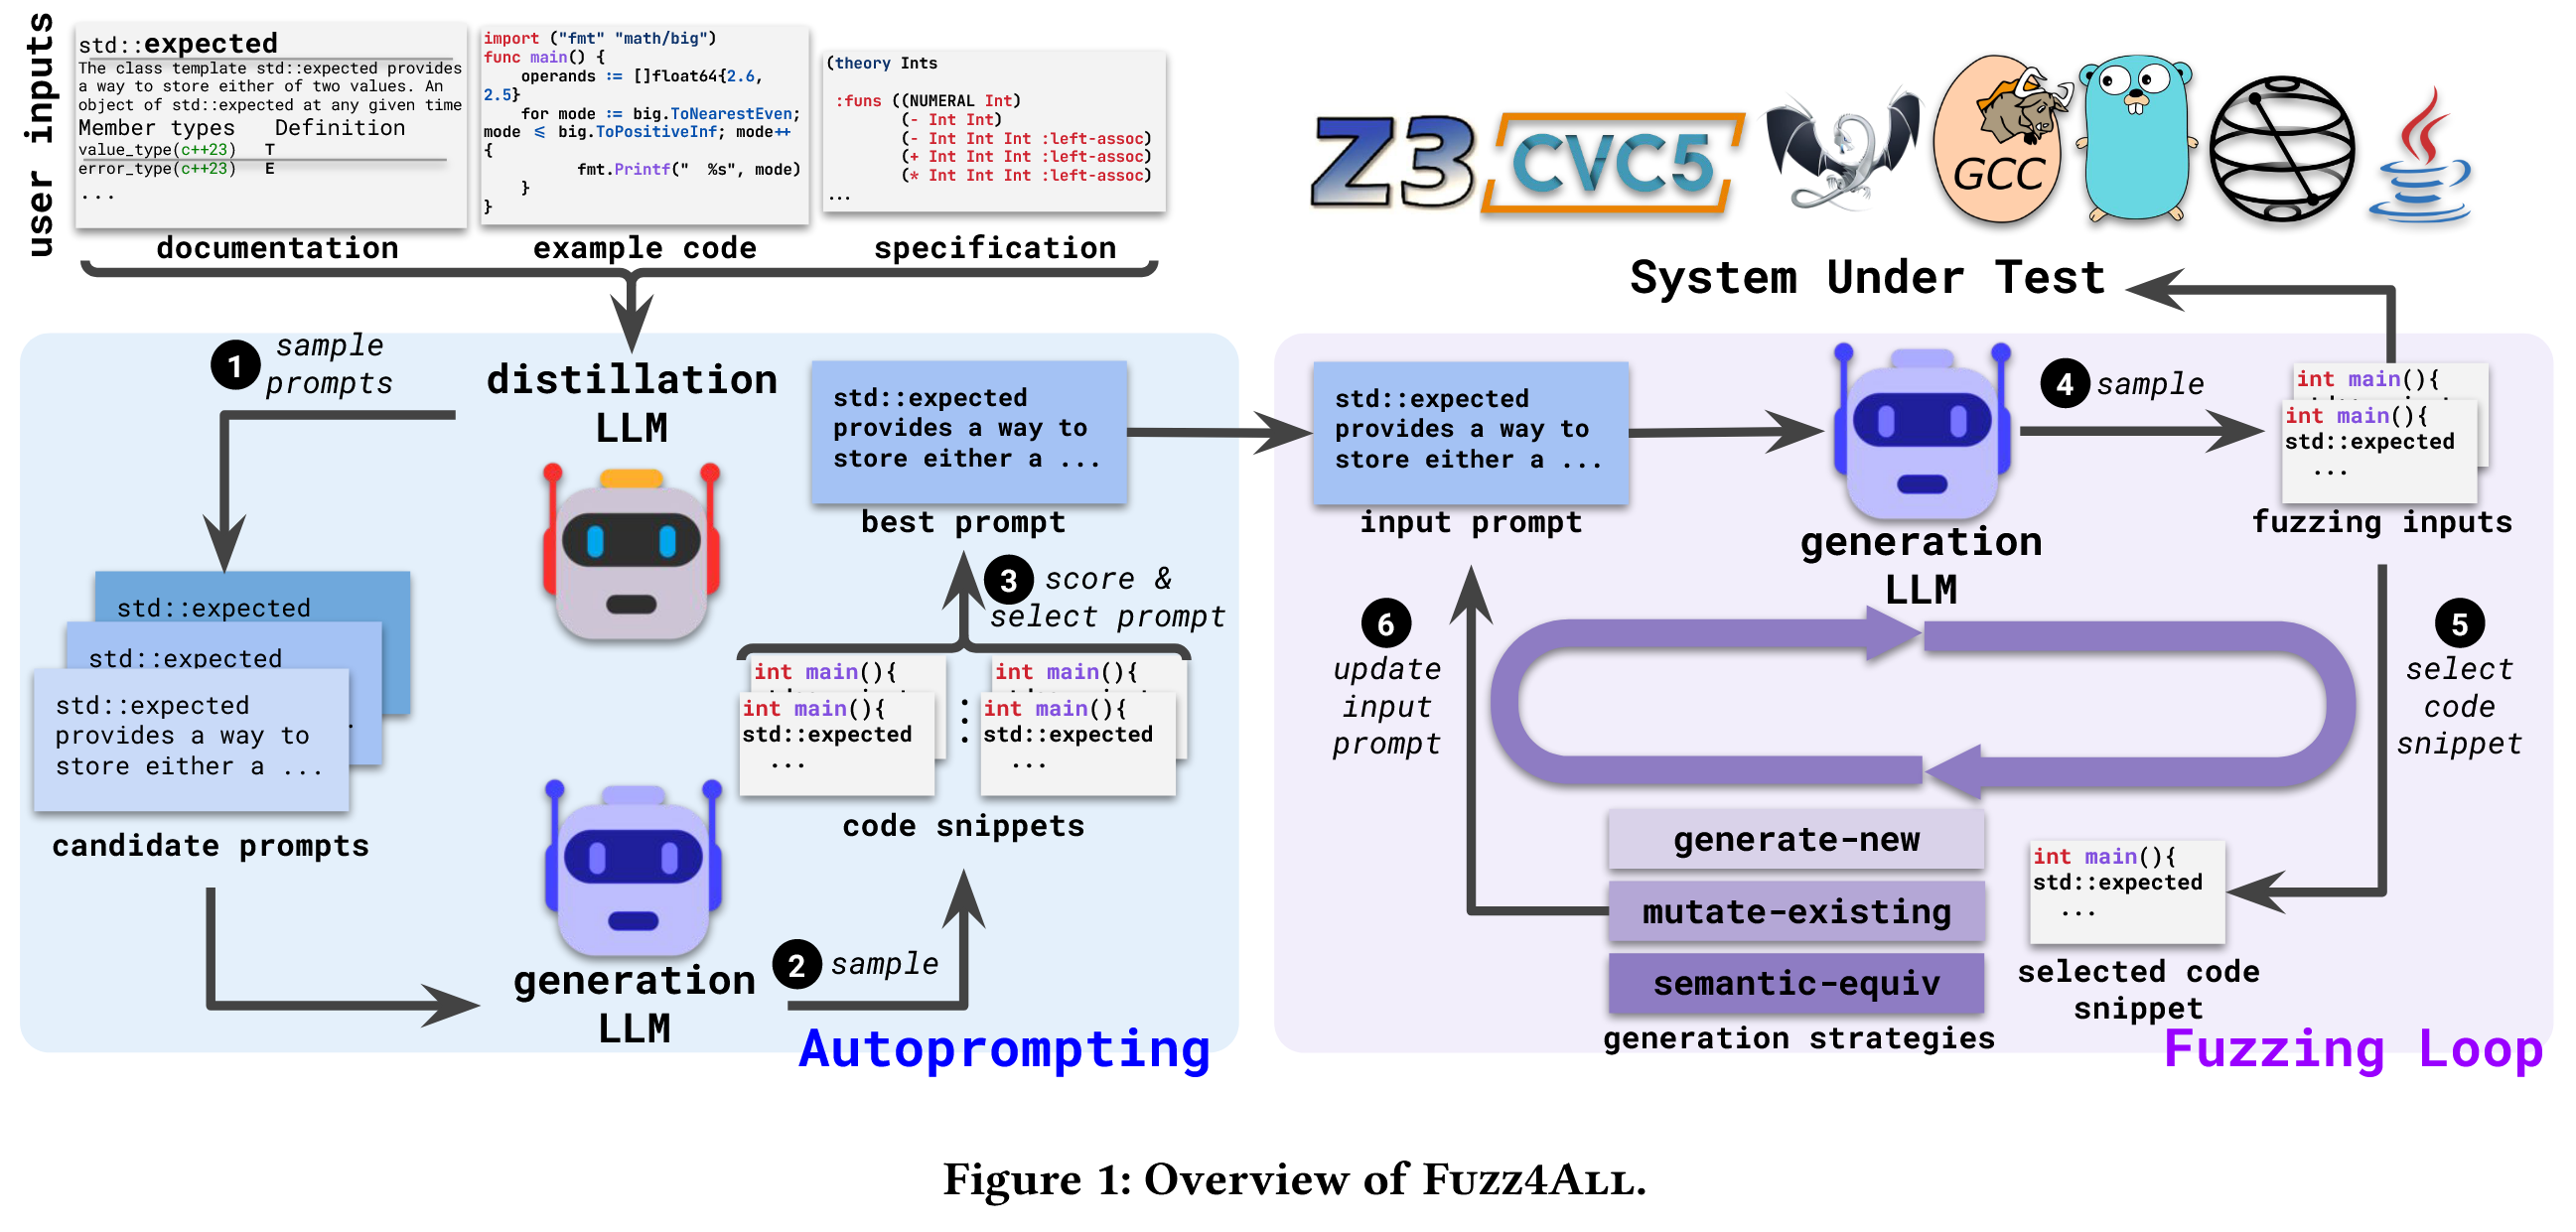 user inputs
std::expected
The class template std::expected provides
a way to store either of two values. An
object of std::expected at any given time
Member types Definition
value_type(c++23) T
error_type(c++23) E
...
documentation
import ("fmt" "math/big")
func main() {
operands := []float64{2.6,
2.5}
for mode := big.ToNearestEven;
mode <= big.ToPositiveInf; mode++
{
fmt.Printf(" %s", mode)
}
}
example code
(theory Ints
:funs ((NUMERAL Int)
(- Int Int)
(- Int Int Int :left-assoc)
(+ Int Int Int :left-assoc)
(* Int Int Int :left-assoc)
...
specification
Z3
CVC5
GCC
System Under Test
1 sample
prompts
distillation
LLM
std::expected
std::expected
std::expected
provides a way to
store either a ...
candidate prompts
generation
LLM
2 sample
int main(){
int main(){
std::expected
...
int main(){
int main(){
std::expected
...
code snippets
3 score &
select prompt
std::expected
provides a way to
store either a ...
best prompt
Autoprompting
std::expected
provides a way to
store either a ...
input prompt
generation
LLM
4 sample
int main(){
int main(){
std::expected
...
fuzzing inputs
5
select
code
snippet
int main(){
std::expected
...
selected code
snippet
generate-new
mutate-existing
semantic-equiv
generation strategies
6
update
input
prompt
Fuzzing Loop
Figure 1: Overview of Fuzz4All.